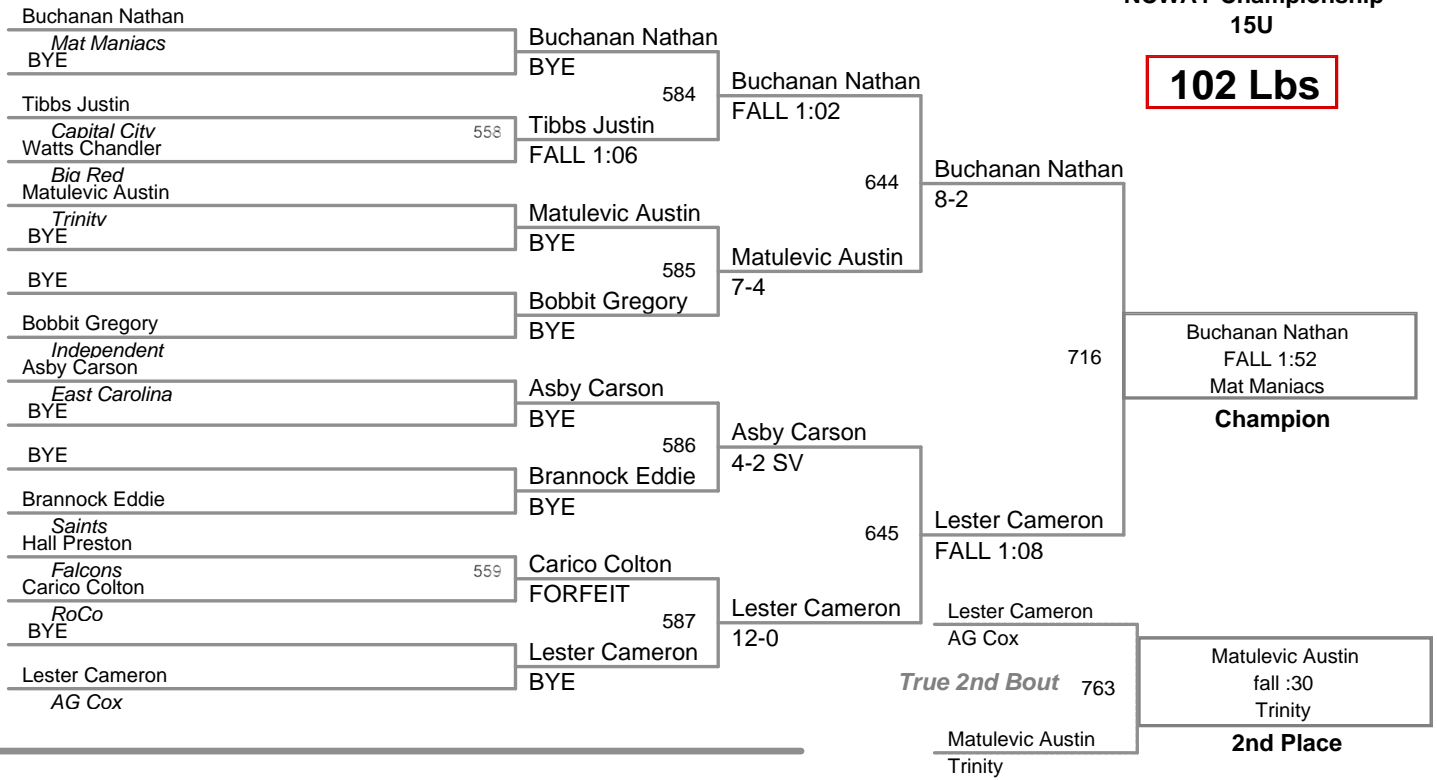 NCWAY Championship
15U
102 Lbs
Buchanan Nathan
Mat Maniacs
BYE
Tibbs Justin
Capital City
558
Watts Chandler
Big Red
Matulevic Austin
Trinity
BYE
BYE
Bobbit Gregory
Independent
Asby Carson
East Carolina
BYE
BYE
Brannock Eddie
Saints
Hall Preston
Falcons
559
Carico Colton
RoCo
BYE
Lester Cameron
AG Cox
Buchanan Nathan
BYE
584
Tibbs Justin
FALL 1:06
Matulevic Austin
BYE
585
Bobbit Gregory
BYE
Asby Carson
BYE
586
Brannock Eddie
BYE
Carico Colton
FORFEIT
587
Lester Cameron
BYE
Buchanan Nathan
FALL 1:02
644
Matulevic Austin
7-4
Asby Carson
4-2 SV
645
Lester Cameron
12-0
Buchanan Nathan
8-2
716
Lester Cameron
FALL 1:08
Buchanan Nathan
FALL 1:52
Mat Maniacs
Champion
Lester Cameron
AG Cox
True 2nd Bout 763
Matulevic Austin
Trinity
Matulevic Austin
fall :30
Trinity
2nd Place